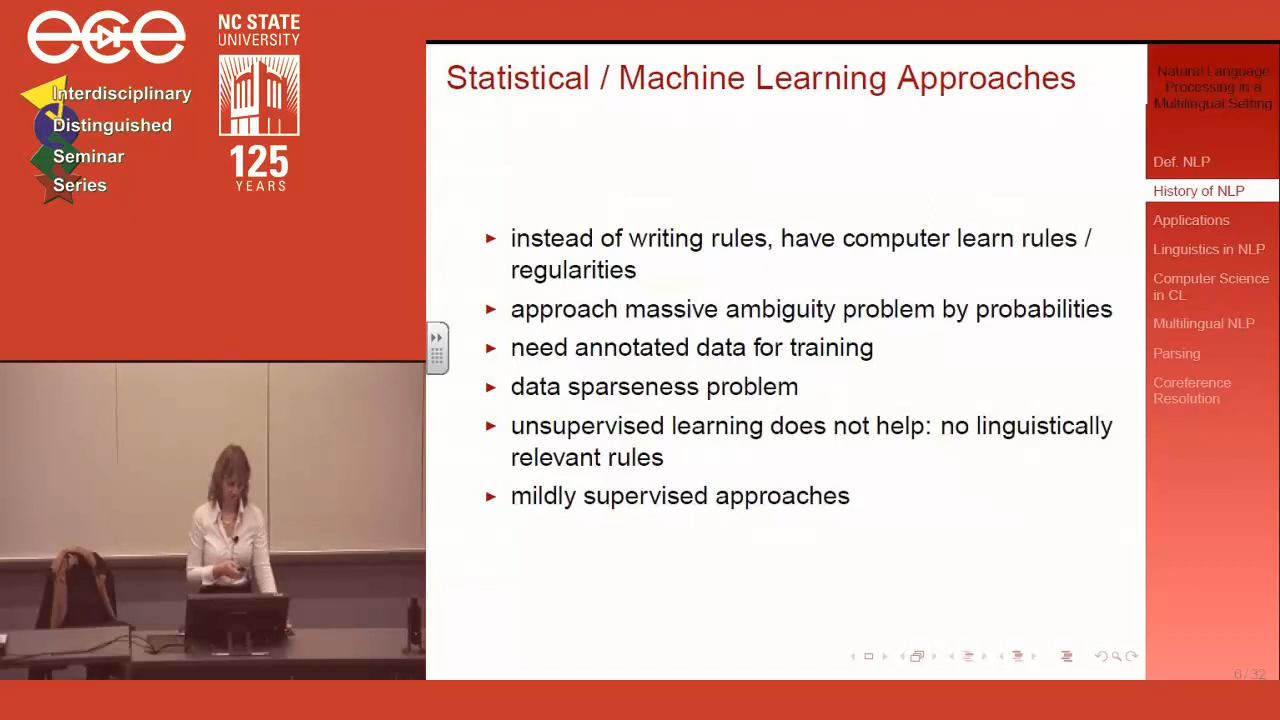 ece
NC STATE
UNIVERSITY
Interdisciplinary
Distinguished
Seminar
Series
125
YEARS
Statistical / Machine Learning Approaches
instead of writing rules, have computer learn rules /
regularities
approach massive ambiguity problem by probabilities
need annotated data for training
data sparseness problem
unsupervised learning does not help: no linguistically
relevant rules
mildly supervised approaches
Natural Language
Processing in a
Multilingual Setting
Def. NLP
History of NLP
Applications
Linguistics in NLP
Computer Science
in CL
Multilingual NLP
Parsing
Coreference
Resolution
6 / 32